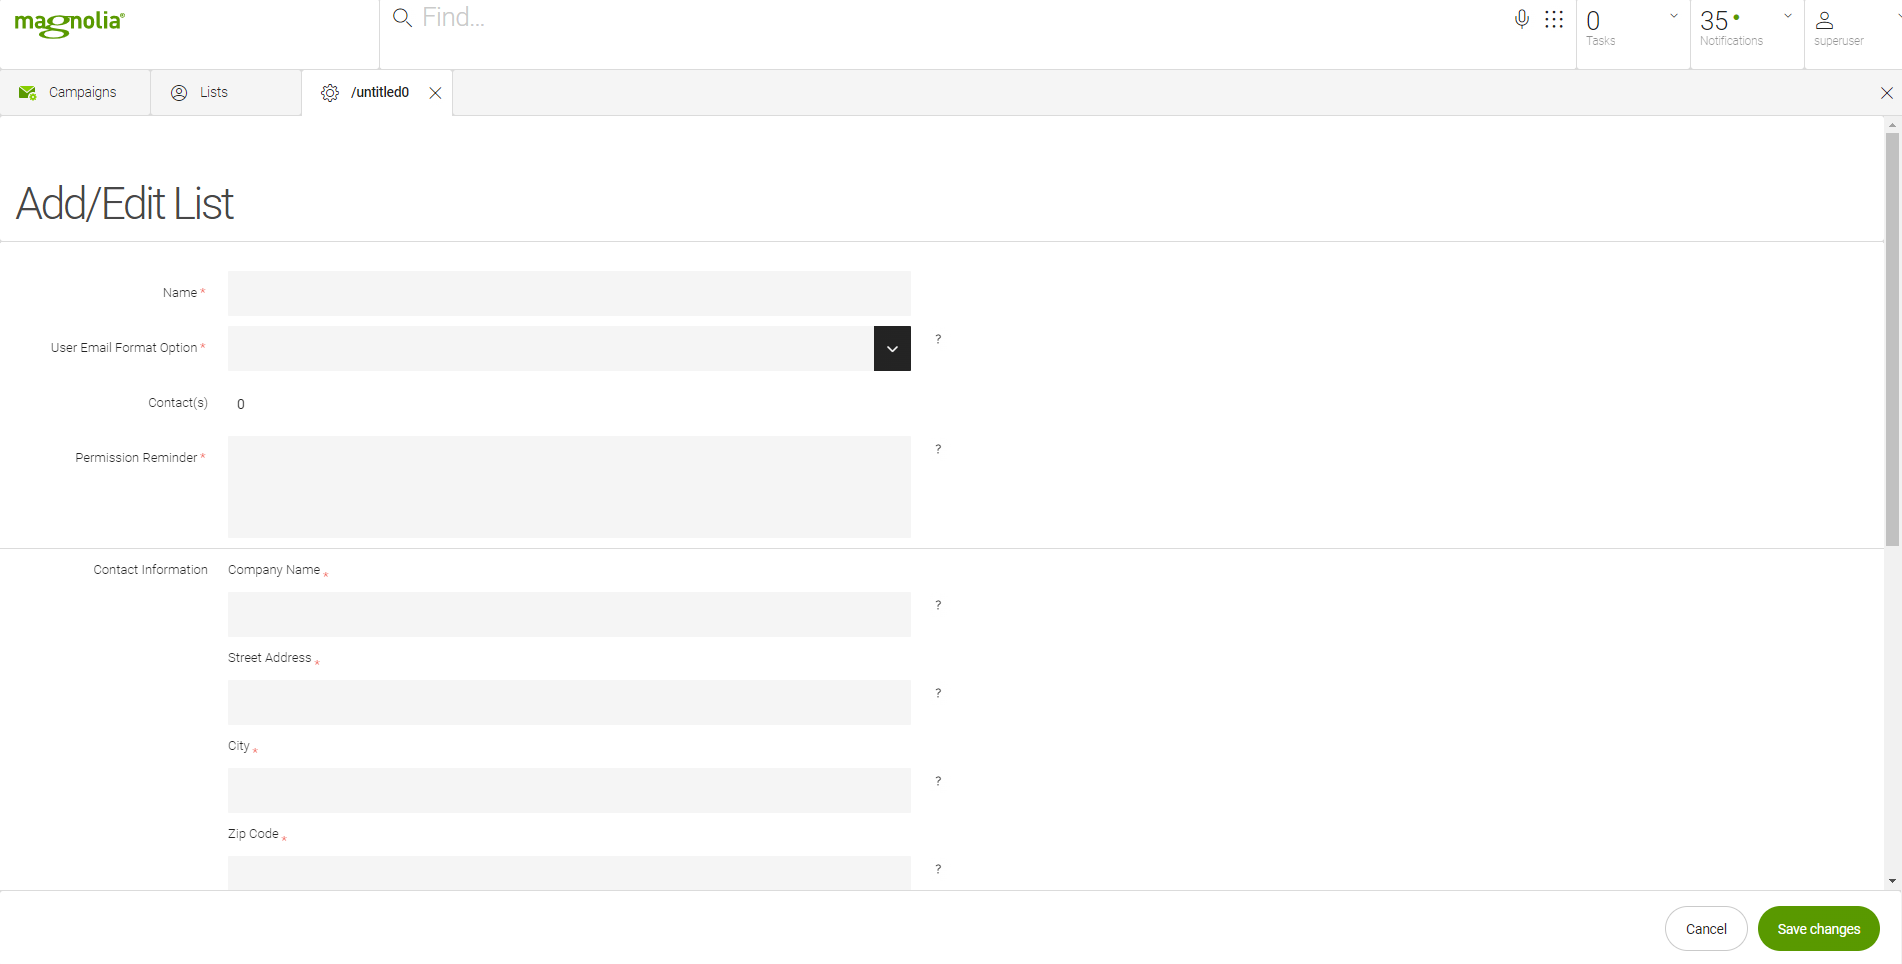 magnolia®
Find...
0
Tasks
35
Notifications
superuser
Campaigns
Lists
/untitled0
Add/Edit List
Name *
User Email Format Option *
?
Contact(s)
0
Permission Reminder *
?
Contact Information
Company Name *
?
Street Address *
?
City *
?
Zip Code *
?
Cancel
Save changes